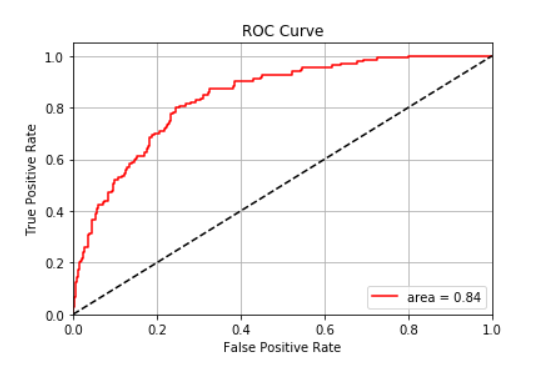 ROC Curve
1.0
0.8
0.6
0.4
0.2
0.0
True Positive Rate
area = 0.84
0.0 0.2 0.4 0.6 0.8 1.0
False Positive Rate